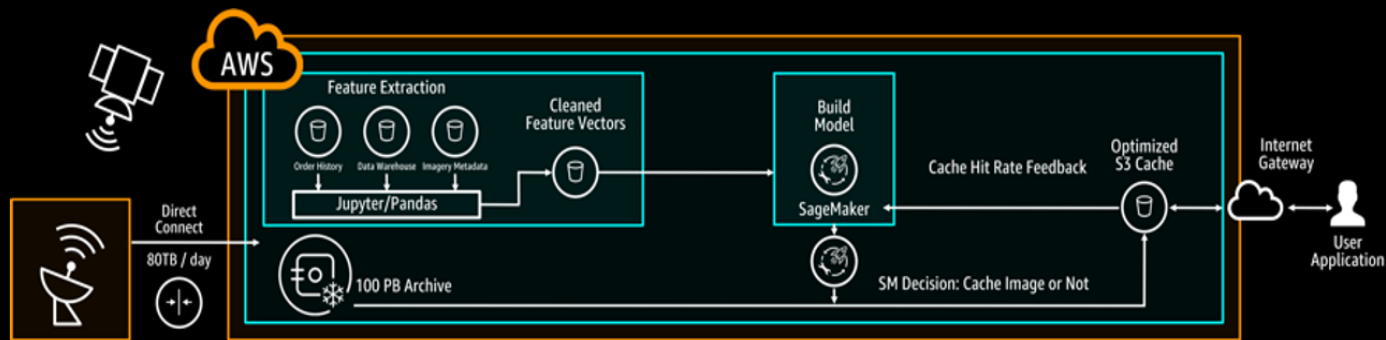 AWS
Feature Extraction
Order History
Data Warehouse
Imagery Metadata
Jupyter/Pandas
Cleaned
Feature Vectors
Build
Model
SageMaker
Cache Hit Rate Feedback
Optimized
S3 Cache
Internet
Gateway
User
Application
Direct
Connect
80TB / day
100 PB Archive
SM Decision: Cache Image or Not